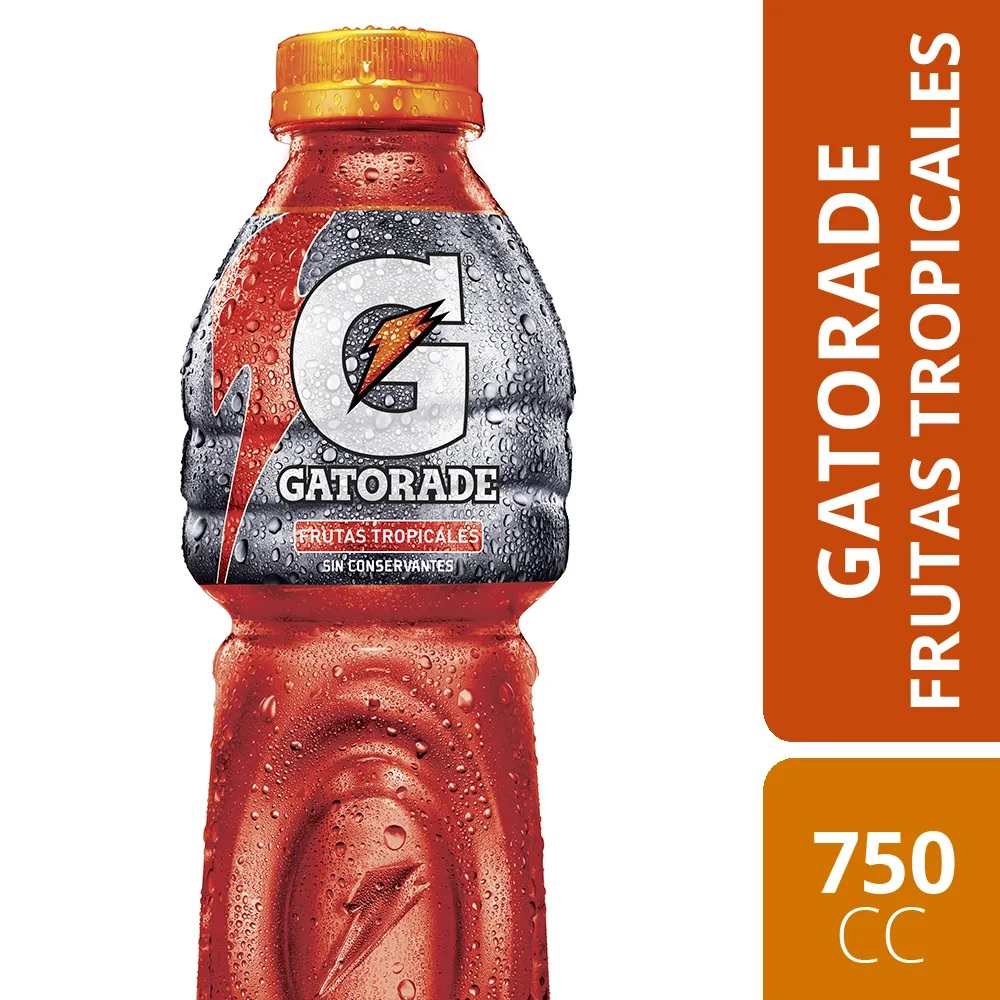 G®
GATORADE
FRUTAS TROPICALES
SIN CONSERVANTES
GATORADE
FRUTAS TROPICALES
750
CC